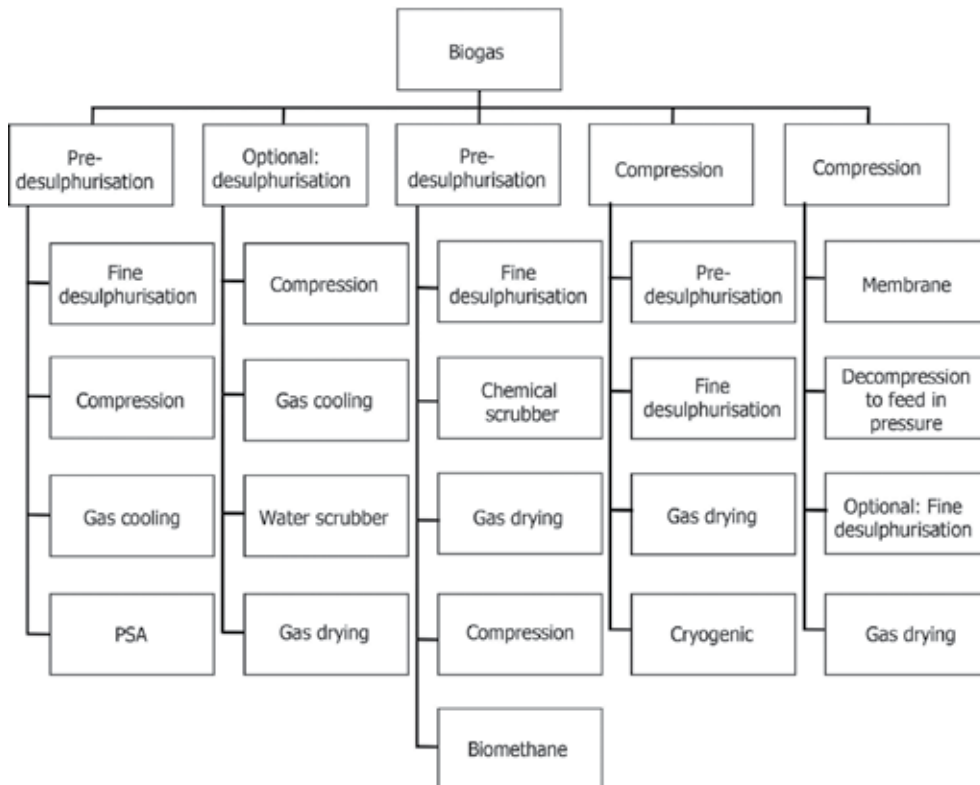 Biogas
Pre-
desulphurisation
Optional:
desulphurisation
Pre-
desulphurisation
Compression
Compression
Fine
desulphurisation
Compression
Fine
desulphurisation
Pre-
desulphurisation
Membrane
Compression
Gas cooling
Chemical
scrubber
Fine
desulphurisation
Decompression
to feed in
pressure
Gas cooling
Water scrubber
Gas drying
Gas drying
Optional: Fine
desulphurisation
PSA
Gas drying
Compression
Cryogenic
Gas drying
Biomethane